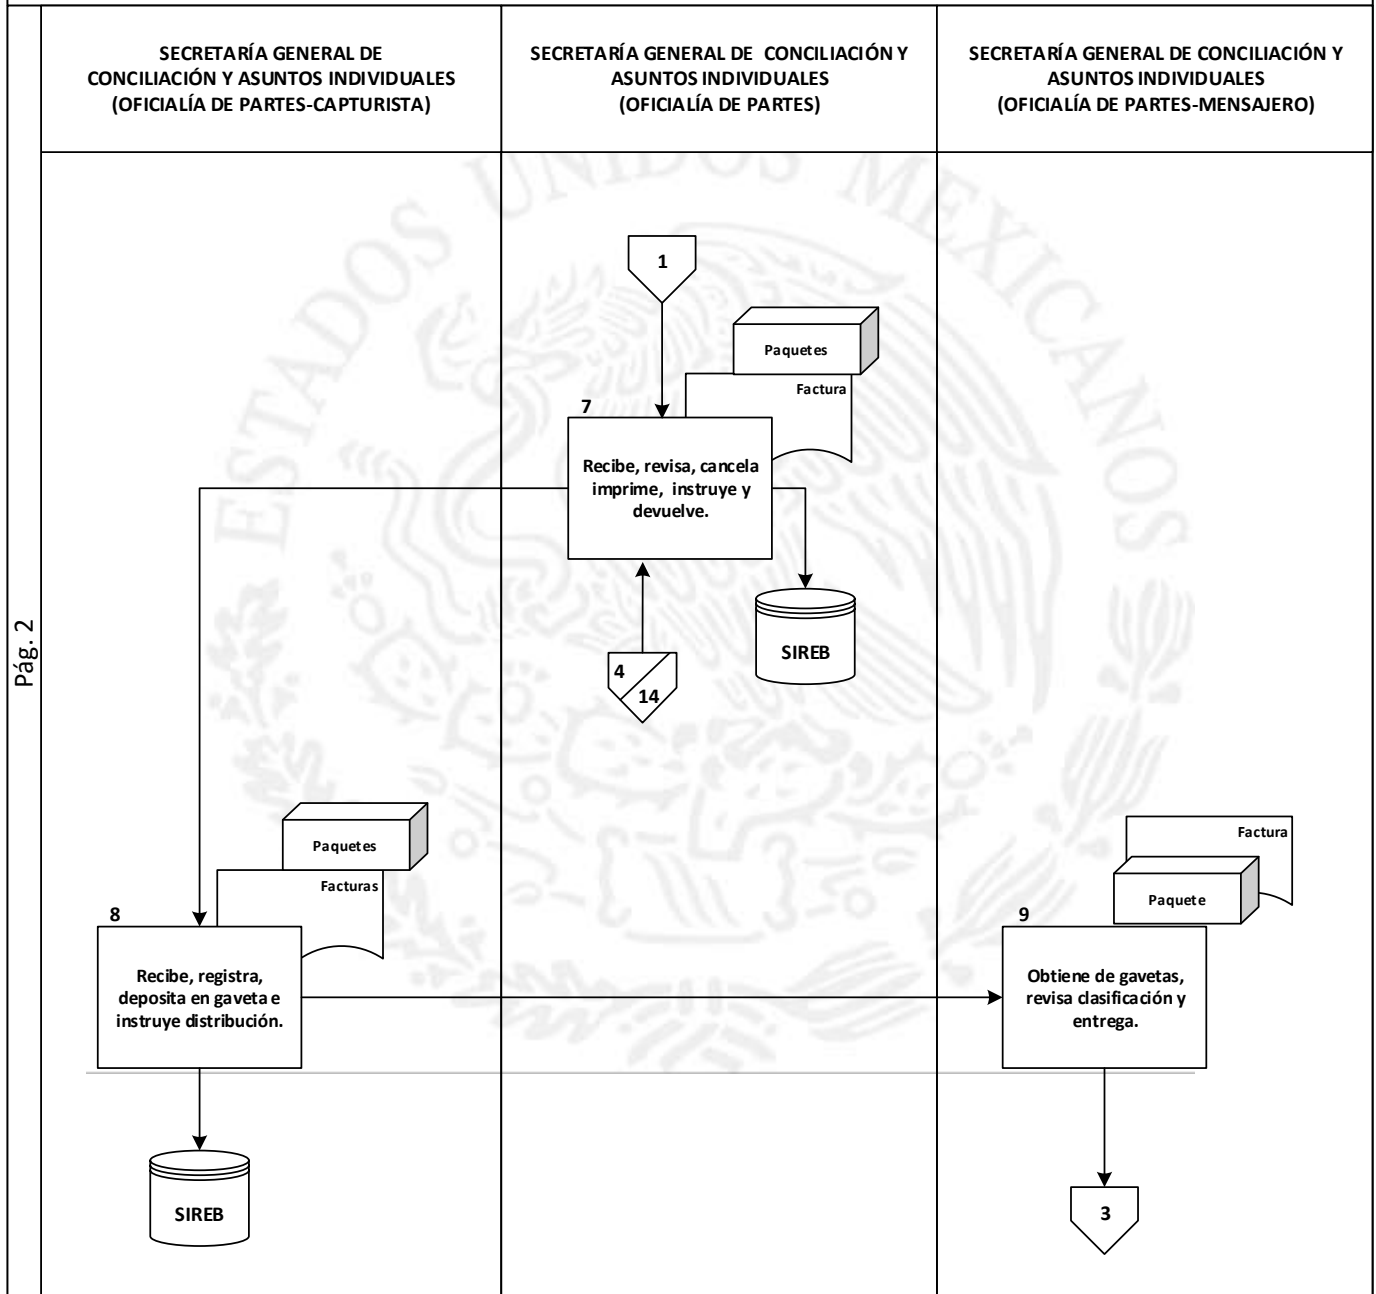 SECRETARÍA GENERAL DE
CONCILIACIÓN Y ASUNTOS INDIVIDUALES
(OFICIALÍA DE PARTES-CAPTURISTA)
SECRETARÍA GENERAL DE CONCILIACIÓN Y
ASUNTOS INDIVIDUALES
(OFICIALÍA DE PARTES)
SECRETARÍA GENERAL DE CONCILIACIÓN Y
ASUNTOS INDIVIDUALES
(OFICIALÍA DE PARTES-MENSAJERO)
Pág. 2
ESTADOS UNIDOS MEXICANOS
1
Paquetes
Factura
7
Recibe, revisa, cancela
imprime, instruye y
devuelve.
SIREB
4
14
Paquetes
Facturas
8
Recibe, registra,
deposita en gaveta e
instruye distribución.
SIREB
Factura
Paquete
9
Obtiene de gavetas,
revisa clasificación y
entrega.
3